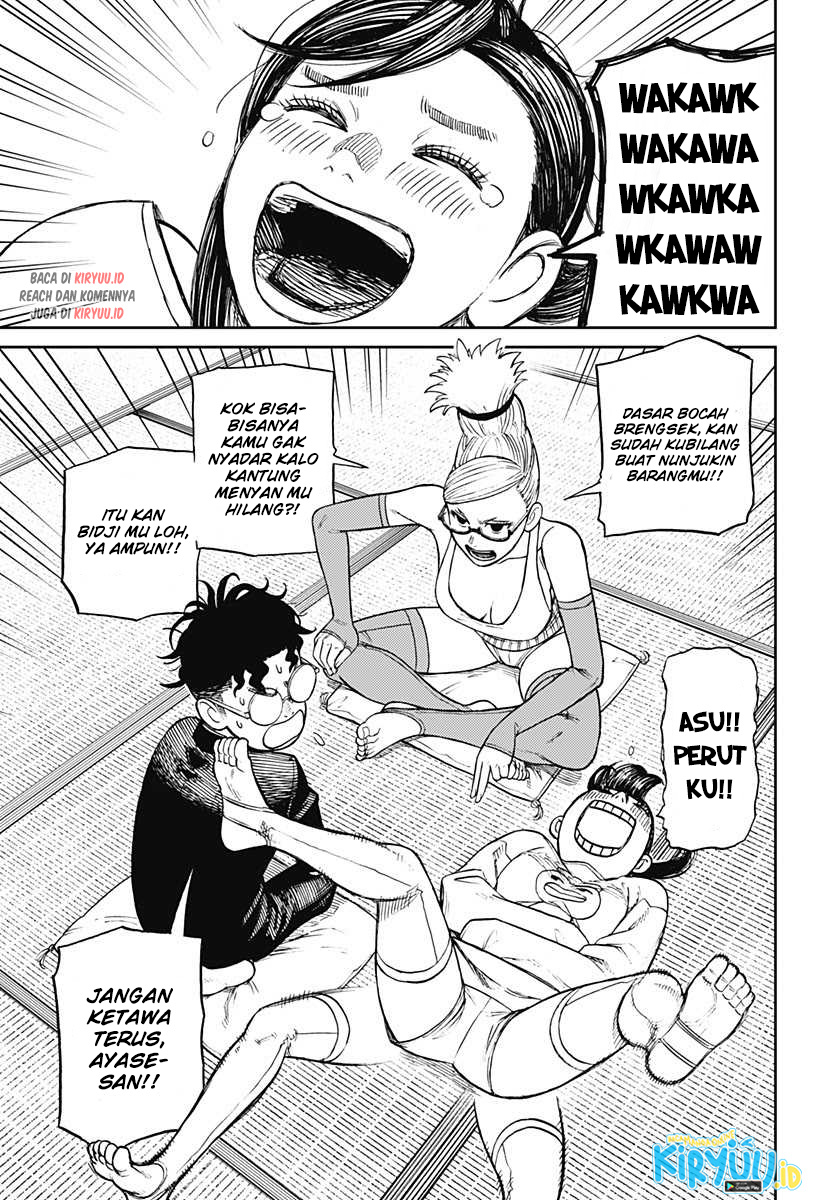 WAKAWK
WAKAWA
WKAWKA
WKAWAW
KAWKWA
BACA DI KIRYUU.ID
REACH DAN KOMENNYA
JUGA DI KIRYUU.ID
DASAR BOCAH
BRENGSEK, KAN
SUDAH KUBILANG
BUAT NUNJUKIN
BARANGMU!!
KOK BISA-
BISANYA
KAMU GAK
NYADAR KALO
KANTUNG
MENYAN MU
HILANG?!
ITU KAN
BIDJI MU LOH,
YA AMPUN!!
ASU!!
PERUT
KU!!
JANGAN
KETAWA
TERUS,
AYASE-
SAN!!
KIRYUU.ID
Google Play